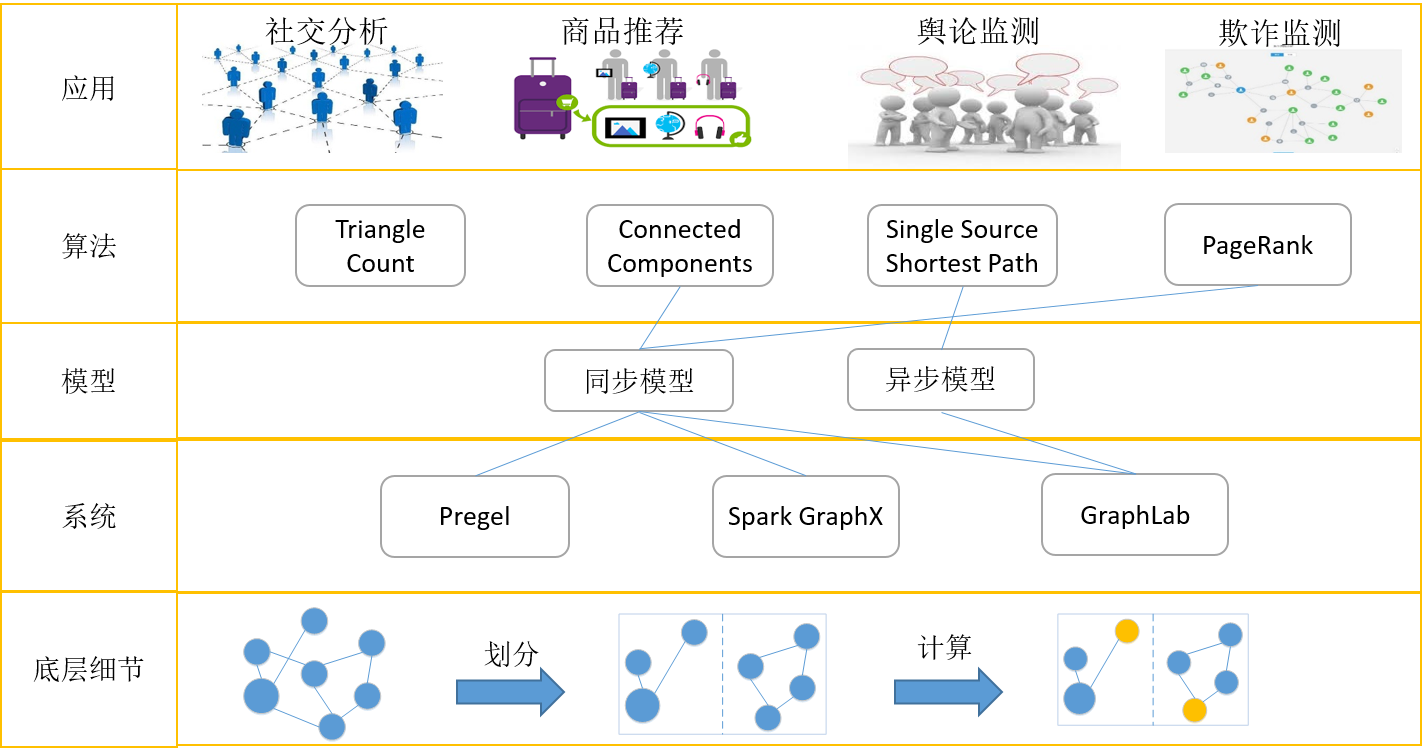 应用
社交分析
商品推荐
舆论监测
欺诈监测
算法
Triangle
Count
Connected
Components
Single Source
Shortest Path
PageRank
模型
同步模型
异步模型
系统
Pregel
Spark GraphX
GraphLab
底层细节
划分
计算